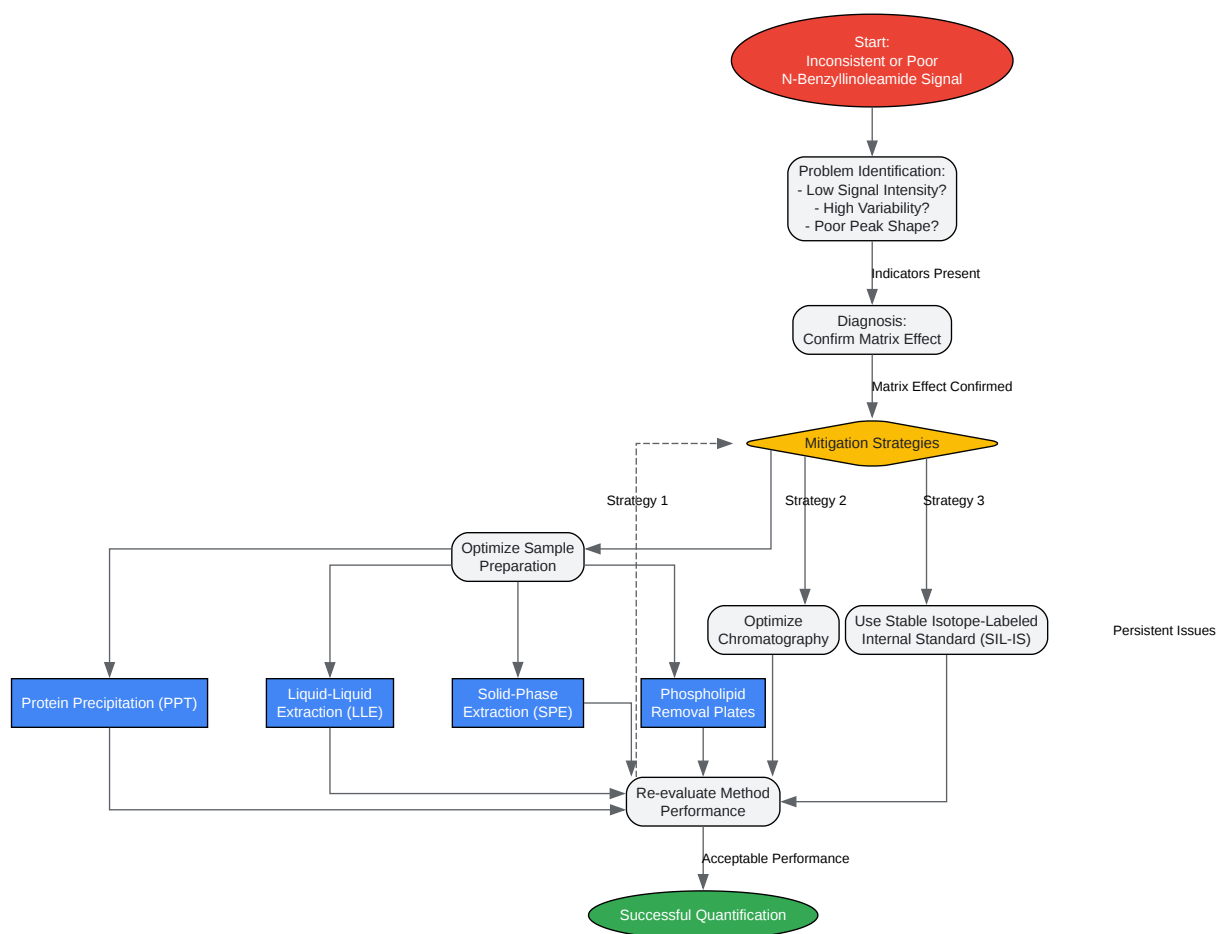 Start:
Inconsistent or Poor
N-Benzyllinoleamide Signal
Problem Identification:
- Low Signal Intensity?
- High Variability?
- Poor Peak Shape?
Indicators Present
Diagnosis:
Confirm Matrix Effect
Matrix Effect Confirmed
Mitigation Strategies
Strategy 1
Strategy 2
Strategy 3
Optimize Sample
Preparation
Optimize
Chromatography
Use Stable Isotope-Labeled
Internal Standard (SIL-IS)
Persistent Issues
Protein Precipitation (PPT)
Liquid-Liquid
Extraction (LLE)
Solid-Phase
Extraction (SPE)
Phospholipid
Removal Plates
Re-evaluate Method
Performance
Acceptable Performance
Successful Quantification